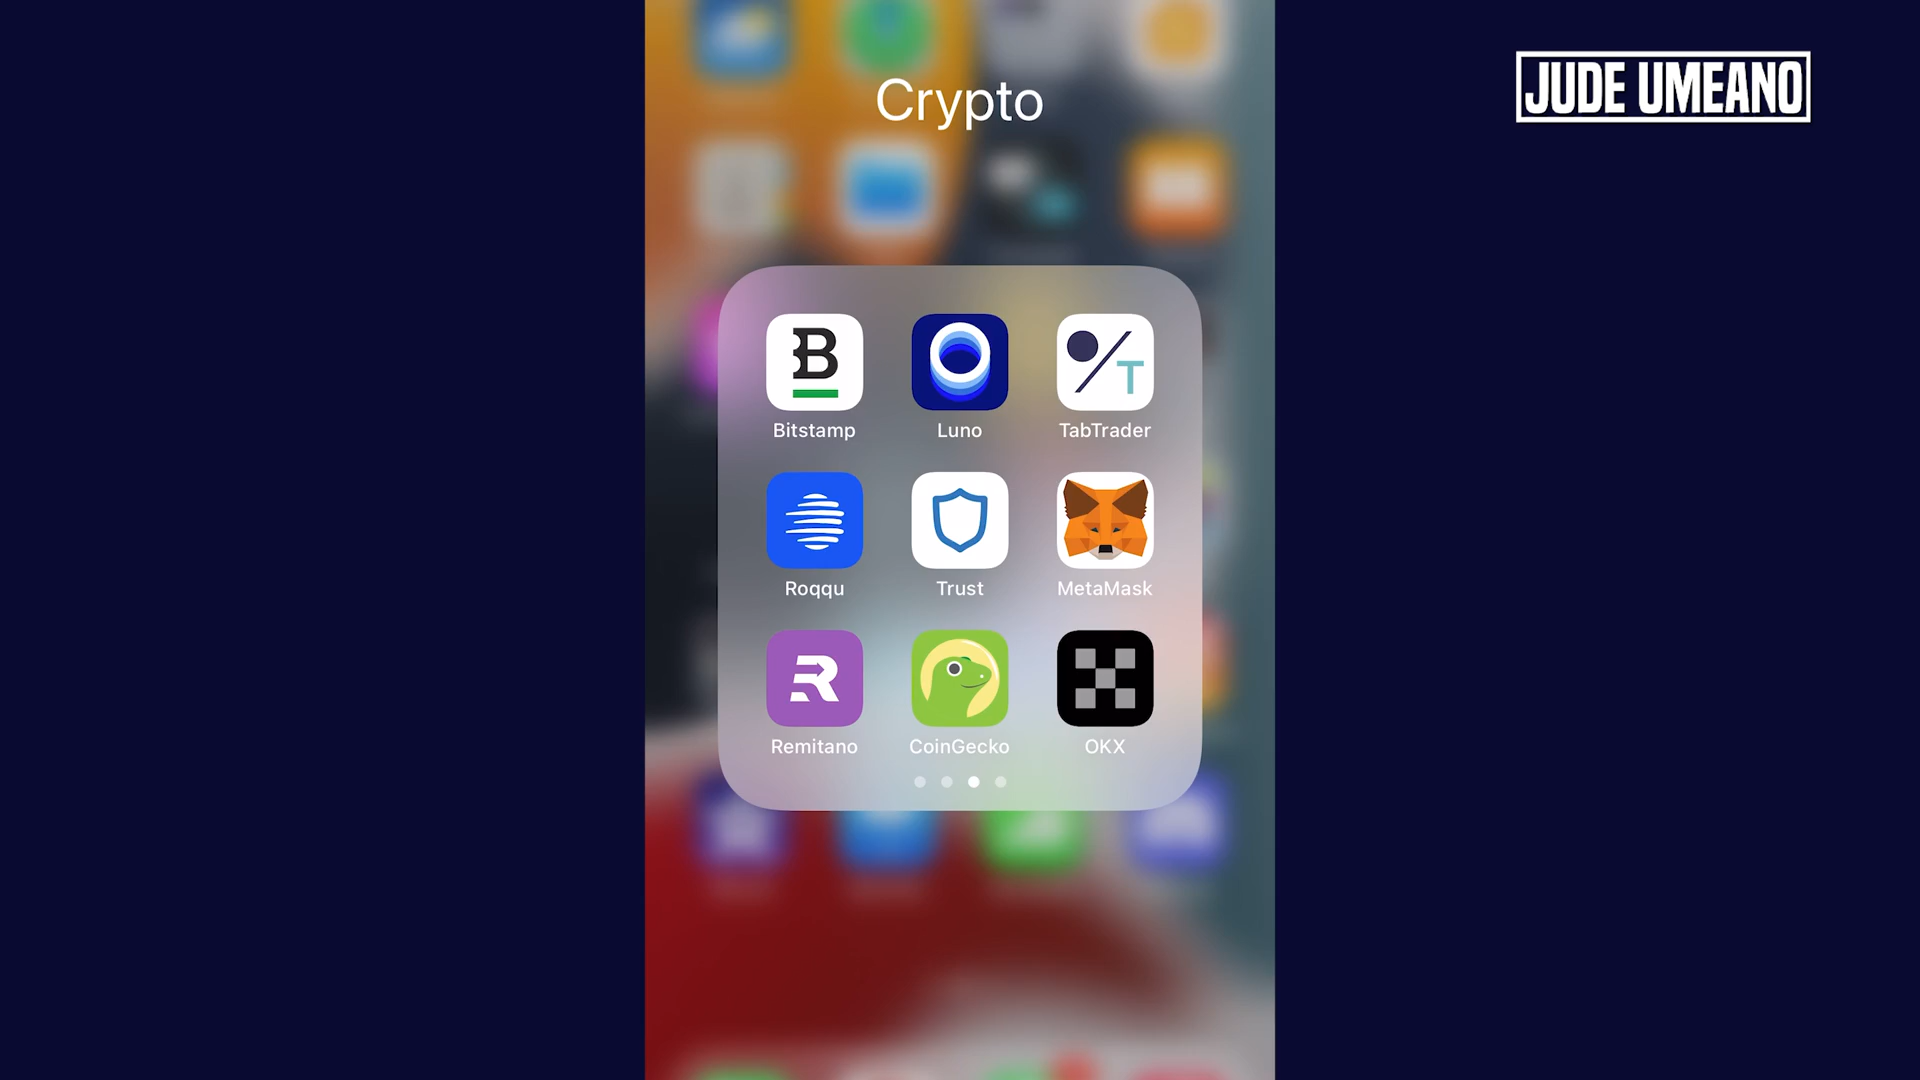 JUDE UMEANO
Crypto
Bitstamp
Luno
TabTrader
Roqqu
Trust
MetaMask
Remitano
CoinGecko
OKX